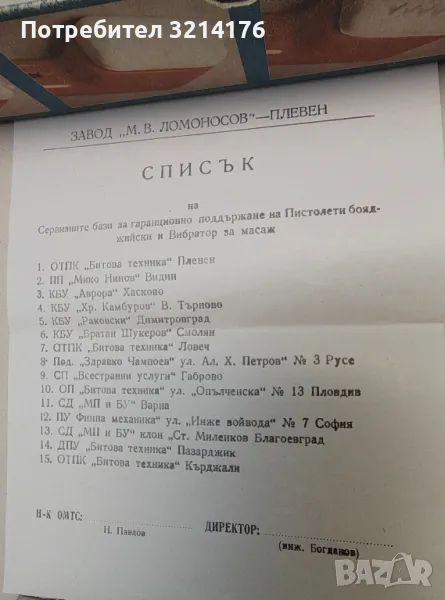 Потребител 3214176
ЗАВОД „М. В. ЛОМОНОСОВ"—ПЛЕВЕН
СПИСЪК
на
Сервизните бази за гаранционно поддържане на Пистолети бояд-
жийски и Вибратор за масаж
1. ОТПК „Битова техника" Плевен
2. ПП „Мико Нинов" Видин
3. КБУ „Аврора" Хасково
4. КБУ „Хр. Камбуров" В. Търново
5. КБУ „Раковски" Димитровград
6. КБУ „Братан Шукеров" Смолян
7. ОТПК „Битова техника" Ловеч
8. Под. „Здравко Чампоев" ул. Ал. Х. Петров" № 3 Русе
9. СП „Всестранни услуги" Габрово
10. ОП „Битова техника" ул. „Опълченска" № 13 Пловдив
11. СД „МП и БУ" Варна
12. ПУ Финна механика" ул. „Инже войвода" № 7 София
13. СД „МП и БУ" клон „Ст. Миленков Благоевград
14. ДПУ „Битова техника" Пазарджик
15. ОТПК „Битова техника" Кърджали
Н-К ОМТС: ДИРЕКТОР:
Н. Павлов (инж. Богданов)
BAZAR